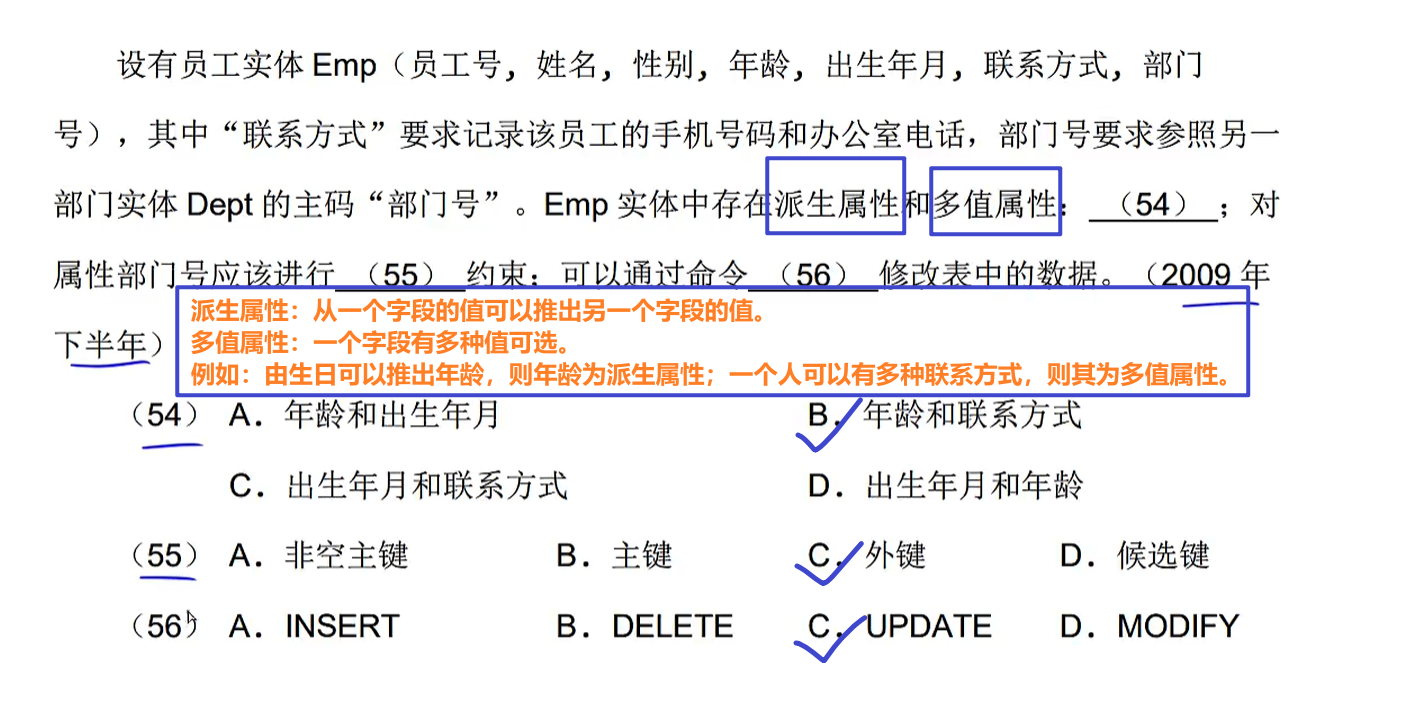 设有员工实体 Emp（员工号，姓名，性别，年龄，出生年月，联系方式，部门
号），其中“联系方式”要求记录该员工的手机号码和办公室电话，部门号要求参照另一
部门实体 Dept 的主码“部门号”。Emp 实体中存在派生属性和多值属性：（54）；对
属性部门号应该进行（55）约束；可以通过命令（56）修改表中的数据。（2009 年
下半年）
派生属性：从一个字段的值可以推出另一个字段的值。
多值属性：一个字段有多种值可选。
例如：由生日可以推出年龄，则年龄为派生属性；一个人可以有多种联系方式，则其为多值属性。
（54） A．年龄和出生年月 B．年龄和联系方式
C．出生年月和联系方式 D．出生年月和年龄
（55） A．非空主键 B．主键 C．外键 D．候选键
（56） A．INSERT B．DELETE C．UPDATE D．MODIFY